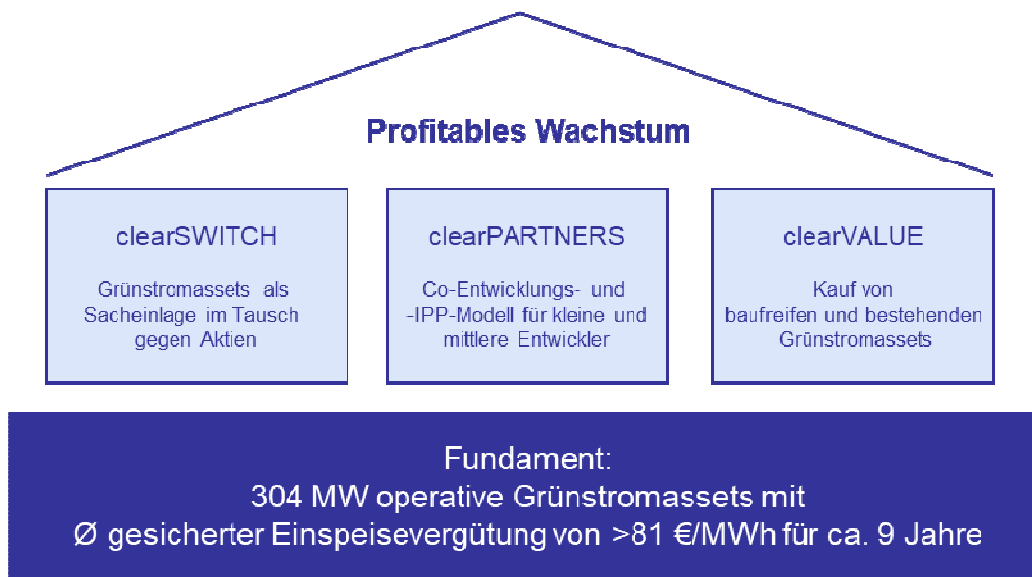 Profitables Wachstum
clearSWITCH
Grünstromassets als
Sacheinlage im Tausch
gegen Aktien
clearPARTNERS
Co-Entwicklungs- und
-IPP-Modell für kleine und
mittlere Entwickler
clearVALUE
Kauf von
baufreifen und bestehenden
Grünstromassets
Fundament:
304 MW operative Grünstromassets mit
Ø gesicherter Einspeisevergütung von >81 €/MWh für ca. 9 Jahre